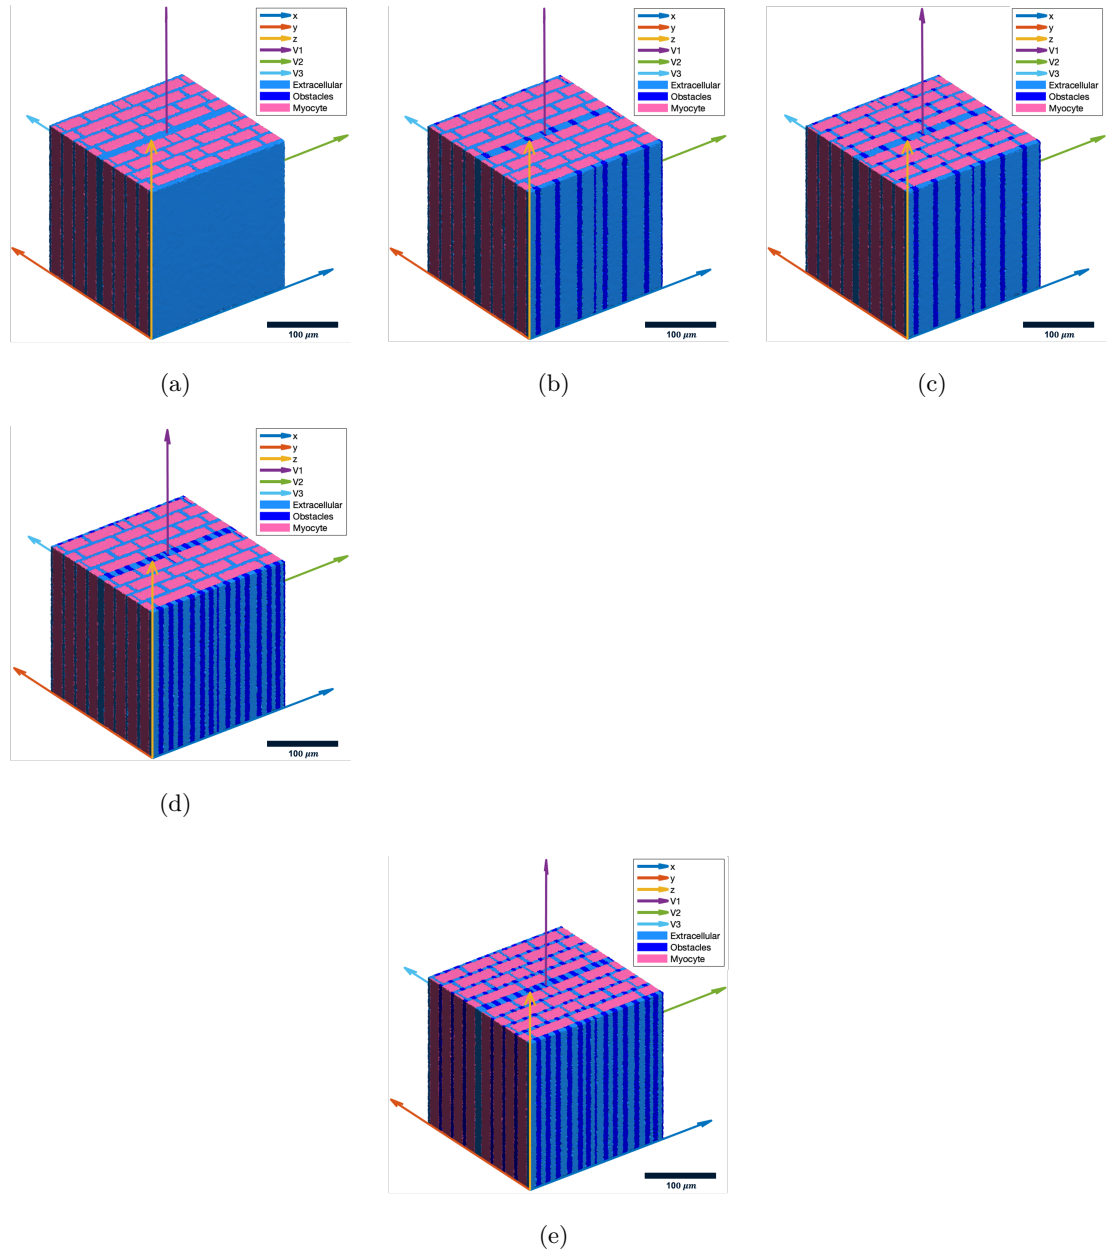 x
y
z
V1
V2
V3
Extracellular
Obstacles
Myocyte
100 μm
(a)
x
y
z
V1
V2
V3
Extracellular
Obstacles
Myocyte
100 μm
(b)
x
y
z
V1
V2
V3
Extracellular
Obstacles
Myocyte
100 μm
(c)
x
y
z
V1
V2
V3
Extracellular
Obstacles
Myocyte
100 μm
(d)
x
y
z
V1
V2
V3
Extracellular
Obstacles
Myocyte
100 μm
(e)